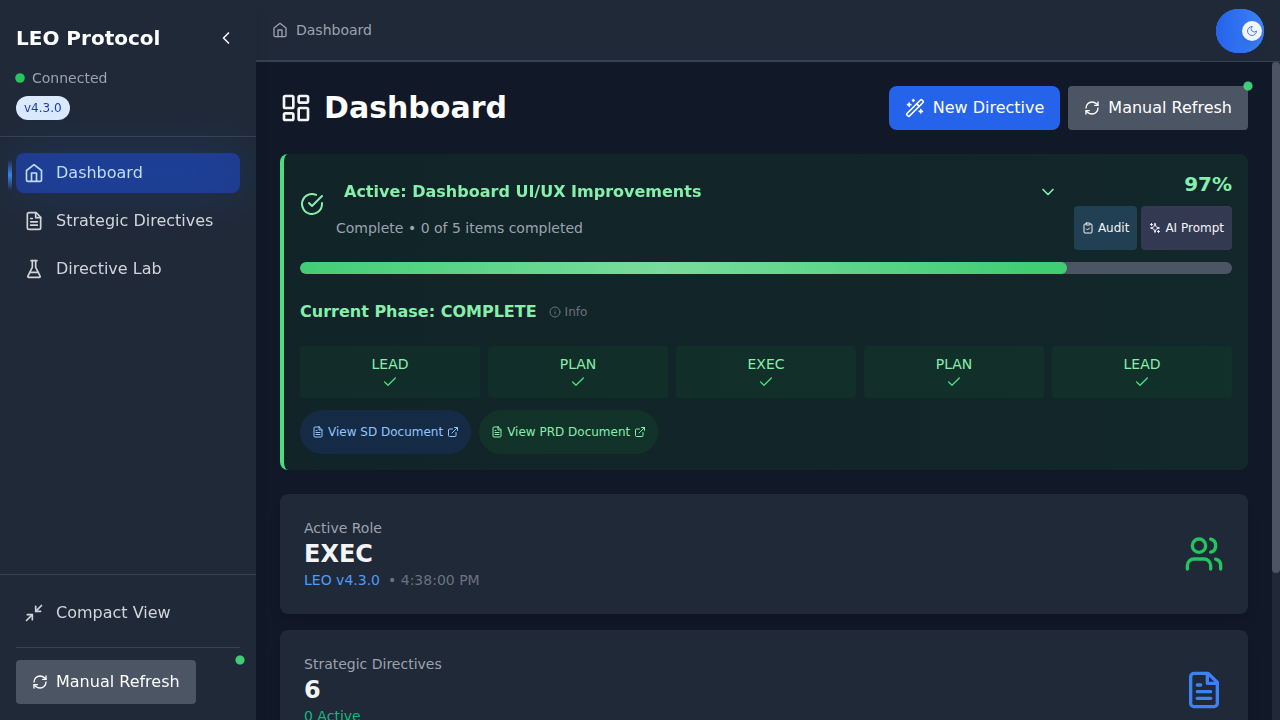 LEO Protocol
Connected
v4.3.0
Dashboard
Strategic Directives
Directive Lab
Compact View
Manual Refresh
Dashboard
Dashboard
New Directive
Manual Refresh
Active: Dashboard UI/UX Improvements
97%
Complete • 0 of 5 items completed
Audit
AI Prompt
Current Phase: COMPLETE
Info
LEAD
PLAN
EXEC
PLAN
LEAD
View SD Document
View PRD Document
Active Role
EXEC
LEO v4.3.0 • 4:38:00 PM
Strategic Directives
6
0 Active